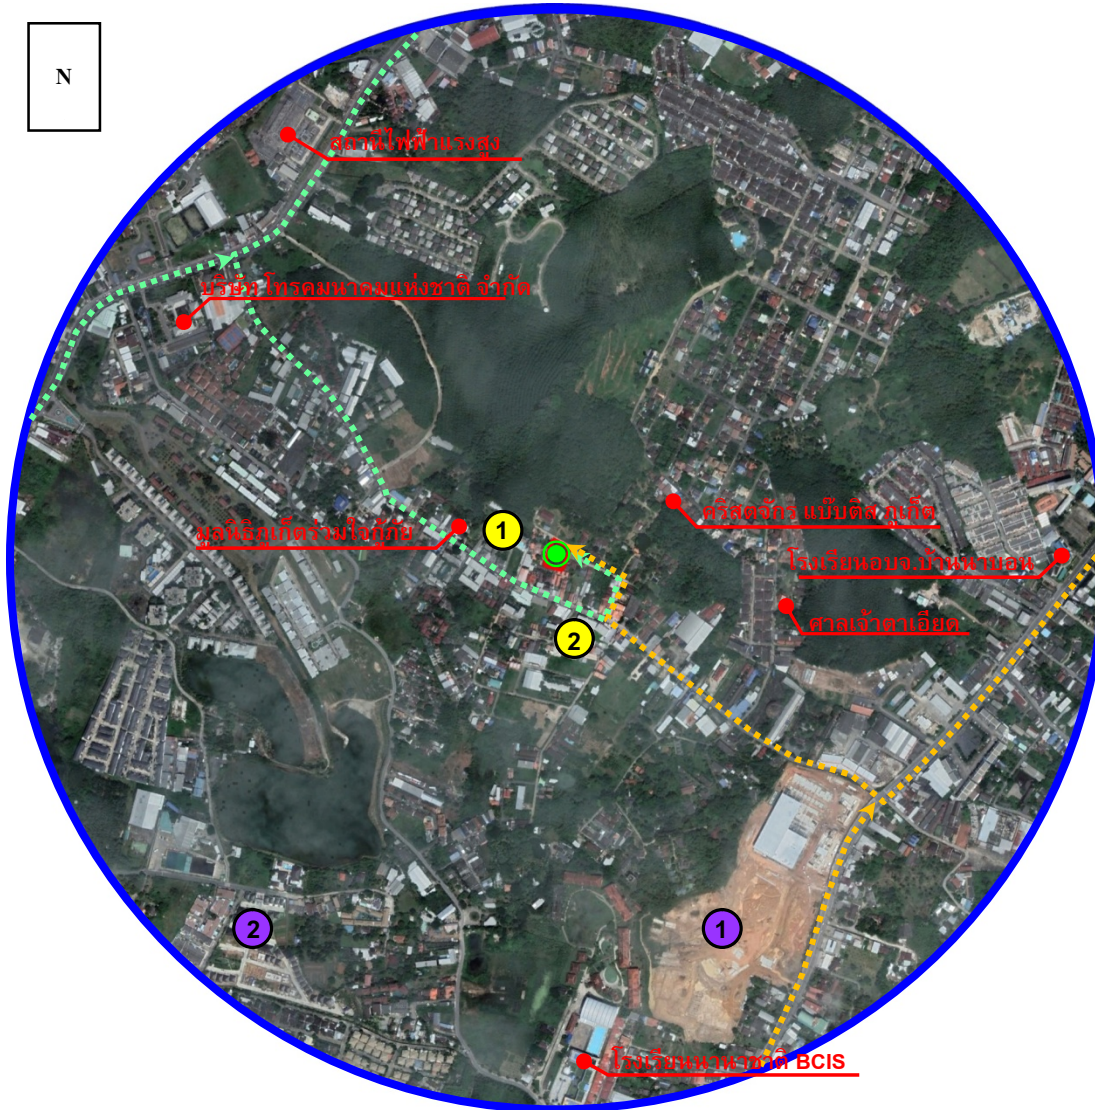 N
สถานีไฟฟ้าแรงสูง
บริษัท โทรคมนาคมแห่งชาติ จำกัด
คริสตจักร แบ๊บติส ภูเก็ต
มูลนิธิภูเก็ตร่วมใจกู้ภัย
1
โรงเรียนอบจ.บ้านนาบอน
ศาลเจ้าตาเอียด
2
2
1
โรงเรียนนานาชาติ BCIS